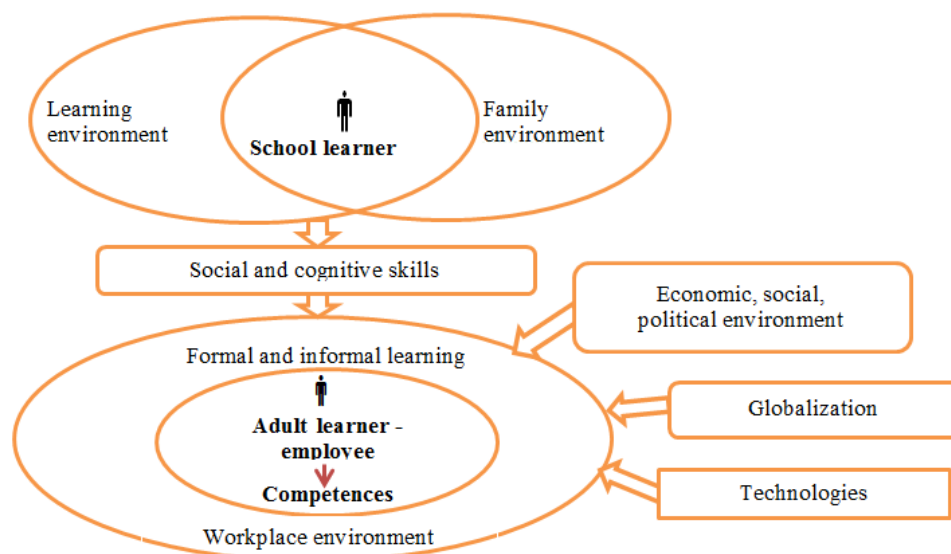 Learning
environment
School learner
Family
environment
Social and cognitive skills
Economic, social,
political environment
Formal and informal learning
Adult learner -
employee
Competences
Workplace environment
Globalization
Technologies